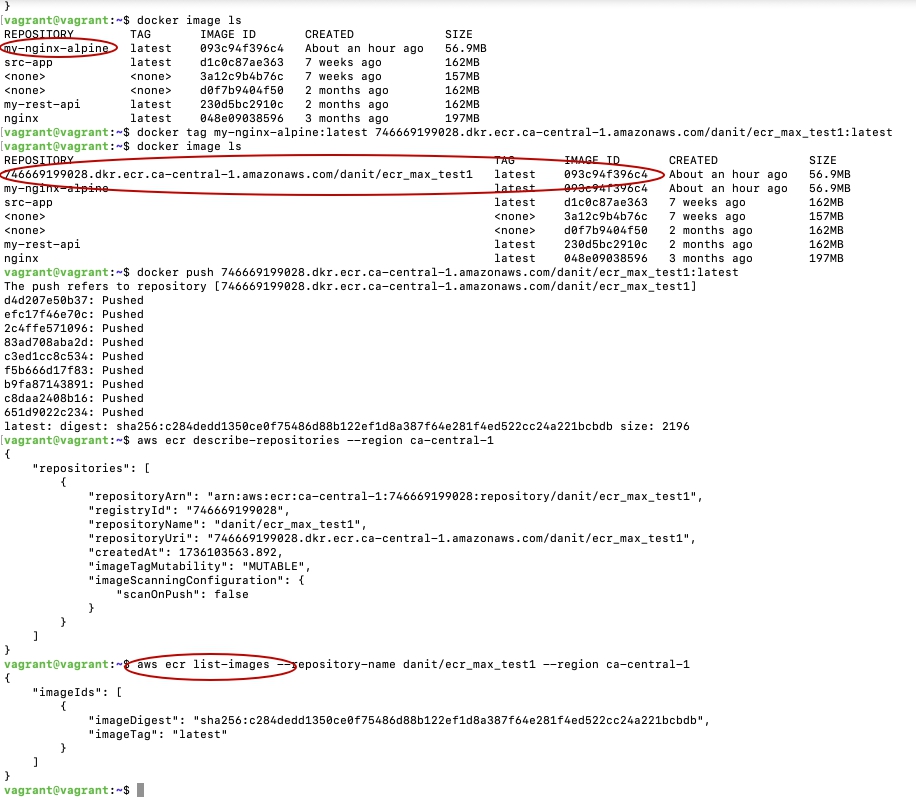 }
[vagrant@vagrant:~$ docker image ls
REPOSITORY TAG IMAGE ID CREATED SIZE
my-nginx-alpine latest 093c94f396c4 About an hour ago 56.9MB
src-app latest d1c0c87ae363 7 weeks ago 162MB
<none> <none> 3a12c9b4b76c 7 weeks ago 157MB
<none> <none> d0f7b9404f50 2 months ago 162MB
my-rest-api latest 230d5bc2910c 2 months ago 162MB
nginx latest 048e09038596 3 months ago 197MB
[vagrant@vagrant:~$ docker tag my-nginx-alpine:latest 746669199028.dkr.ecr.ca-central-1.amazonaws.com/danit/ecr_max_test1:latest
[vagrant@vagrant:~$ docker image ls
REPOSITORY TAG IMAGE ID CREATED SIZE
746669199028.dkr.ecr.ca-central-1.amazonaws.com/danit/ecr_max_test1 latest 093c94f396c4 About an hour ago 56.9MB
my-nginx-alpine latest 093c94f396c4 About an hour ago 56.9MB
src-app latest d1c0c87ae363 7 weeks ago 162MB
<none> <none> 3a12c9b4b76c 7 weeks ago 157MB
<none> <none> d0f7b9404f50 2 months ago 162MB
my-rest-api latest 230d5bc2910c 2 months ago 162MB
nginx latest 048e09038596 3 months ago 197MB
vagrant@vagrant:~$ docker push 746669199028.dkr.ecr.ca-central-1.amazonaws.com/danit/ecr_max_test1:latest
The push refers to repository [746669199028.dkr.ecr.ca-central-1.amazonaws.com/danit/ecr_max_test1]
d4d207e50b37: Pushed
efc17f46e70c: Pushed
2c4ffe571096: Pushed
83ad708aba2d: Pushed
c3ed1cc8c534: Pushed
f5b666d17f83: Pushed
b9fa87143891: Pushed
c8daa2408b16: Pushed
651d9022c234: Pushed
latest: digest: sha256:c284dedd1350ce0f75486d88b122ef1d8a387f64e281f4ed522cc24a221bcbdb size: 2196
[vagrant@vagrant:~$ aws ecr describe-repositories --region ca-central-1
{
"repositories": [
{
"repositoryArn": "arn:aws:ecr:ca-central-1:746669199028:repository/danit/ecr_max_test1",
"registryId": "746669199028",
"repositoryName": "danit/ecr_max_test1",
"repositoryUri": "746669199028.dkr.ecr.ca-central-1.amazonaws.com/danit/ecr_max_test1",
"createdAt": 1736103563.892,
"imageTagMutability": "MUTABLE",
"imageScanningConfiguration": {
"scanOnPush": false
}
}
]
}
vagrant@vagrant:~$ aws ecr list-images --repository-name danit/ecr_max_test1 --region ca-central-1
{
"imageIds": [
{
"imageDigest": "sha256:c284dedd1350ce0f75486d88b122ef1d8a387f64e281f4ed522cc24a221bcbdb",
"imageTag": "latest"
}
]
}
vagrant@vagrant:~$